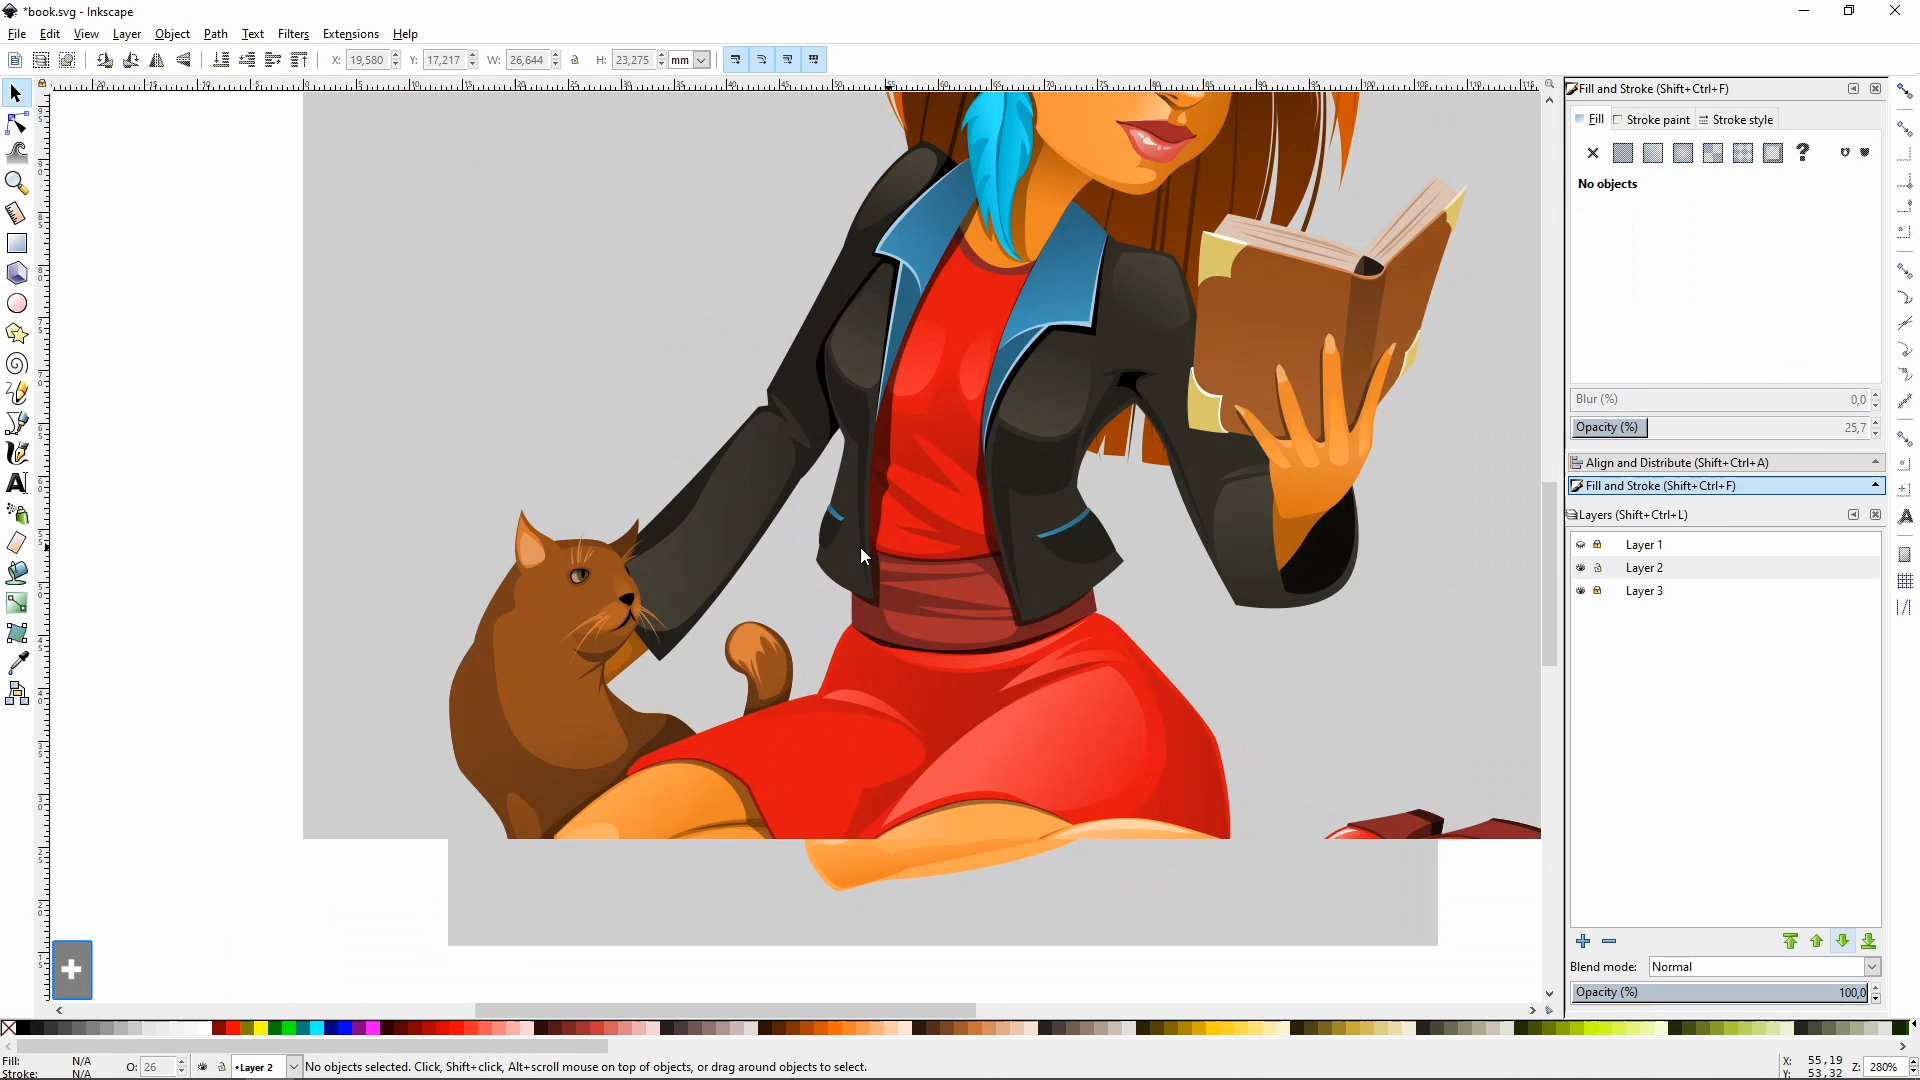 *book.svg - Inkscape
File Edit View Layer Object Path Text Filters Extensions Help
X: 19,580 Y: 17,217 W: 26,644 H: 23,275 mm
Fill and Stroke (Shift+Ctrl+F)
Fill Stroke paint Stroke style
No objects
Blur (%) 0,0
Opacity (%) 25,7
Align and Distribute (Shift+Ctrl+A)
Fill and Stroke (Shift+Ctrl+F)
Layers (Shift+Ctrl+L)
Layer 1
Layer 2
Layer 3
Blend mode: Normal
Opacity (%) 100,0
Fill: N/A
Stroke: N/A
O: 26
•Layer 2
No objects selected. Click, Shift+click, Alt+scroll mouse on top of objects, or drag around objects to select.
X: 55,19
Y: 53,32
Z: 280%